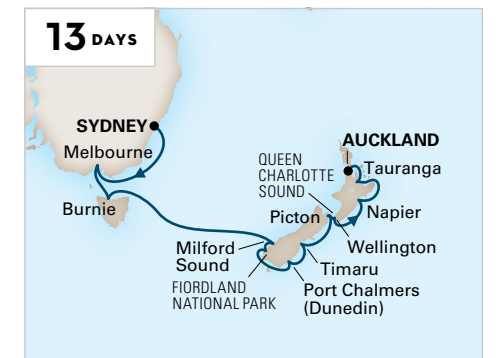 13 DAYS
SYDNEY
Melbourne
Burnie
AUCKLAND
QUEEN
CHARLOTTE
SOUND
Tauranga
Picton
Napier
Wellington
Milford
Sound
Timaru
FIORDLAND
NATIONAL PARK
Port Chalmers
(Dunedin)